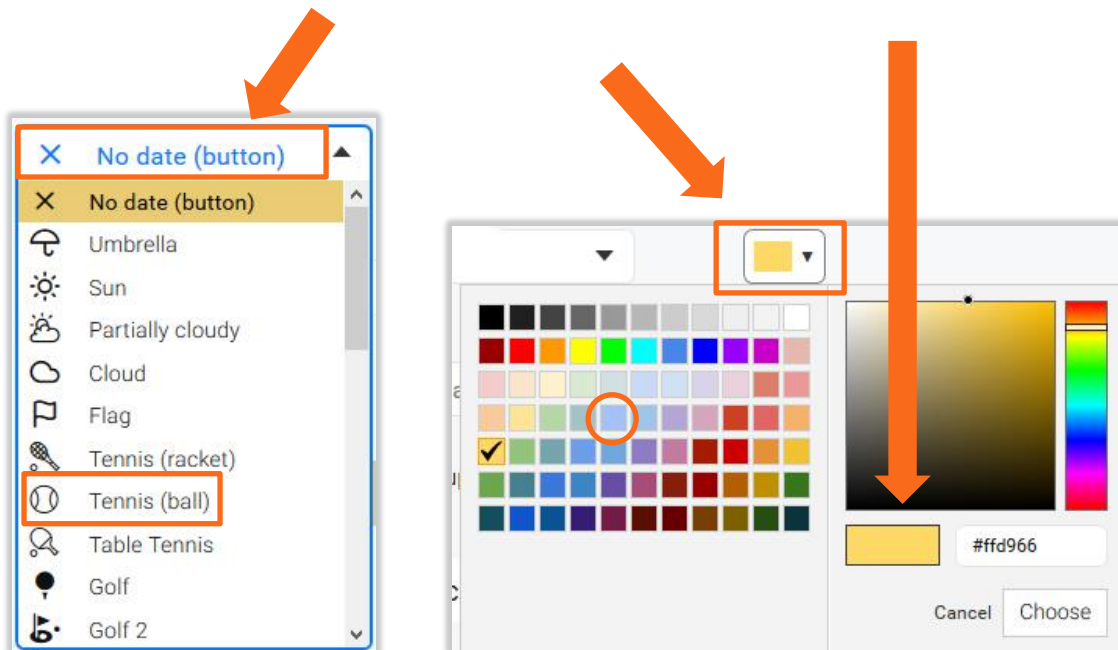 No date (button)
No date (button)
Umbrella
Sun
Partially cloudy
Cloud
Flag
Tennis (racket)
Tennis (ball)
Table Tennis
Golf
Golf 2
#ffd966
Cancel
Choose